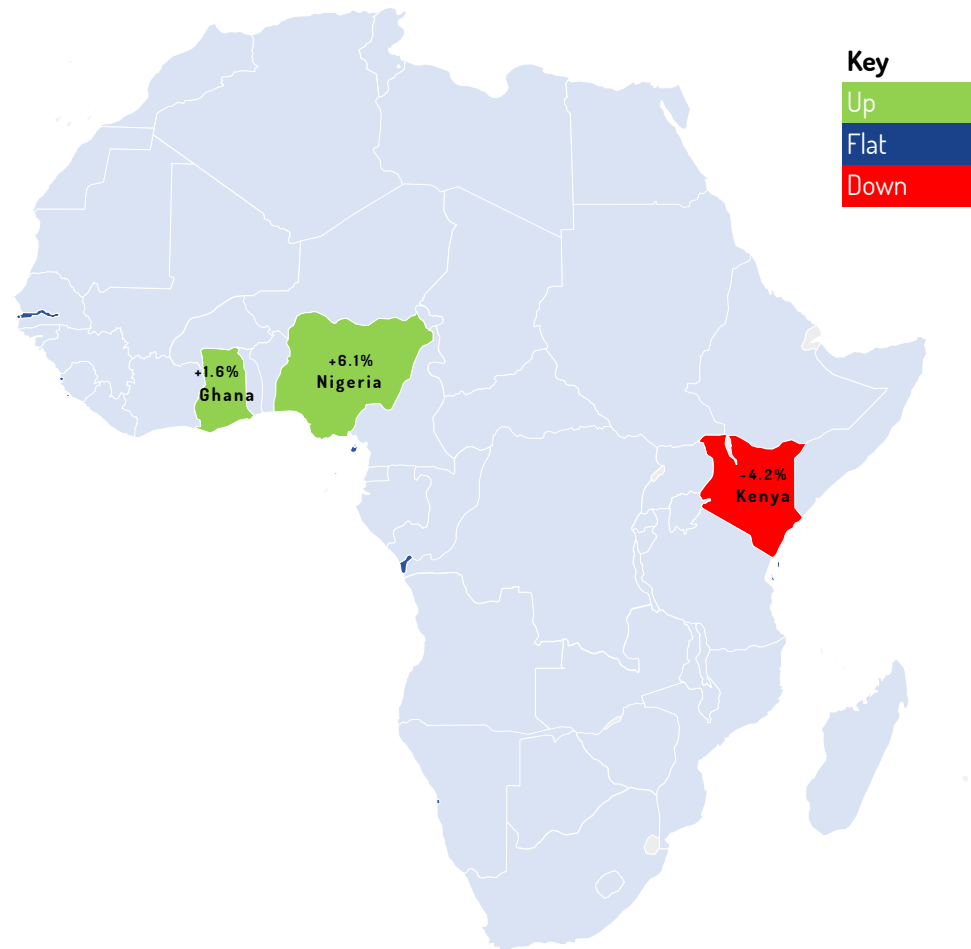 Key
Up
Flat
Down
+6.1%
Nigeria
+1.6%
Ghana
-4.2%
Kenya